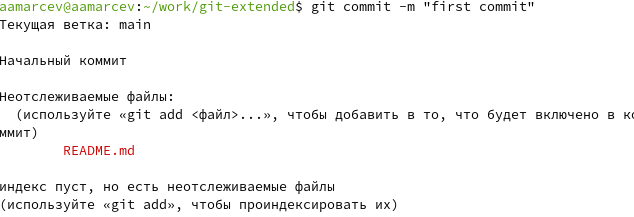 aamarcev@aamarcev:~/work/git-extended$ git commit -m "first commit"
Текущая ветка: main
Начальный коммит
Неотслеживаемые файлы:
(используйте «git add <файл>...», чтобы добавить в то, что будет включено в ко
ммит)
README.md
индекс пуст, но есть неотслеживаемые файлы
(используйте «git add», чтобы проиндексировать их)